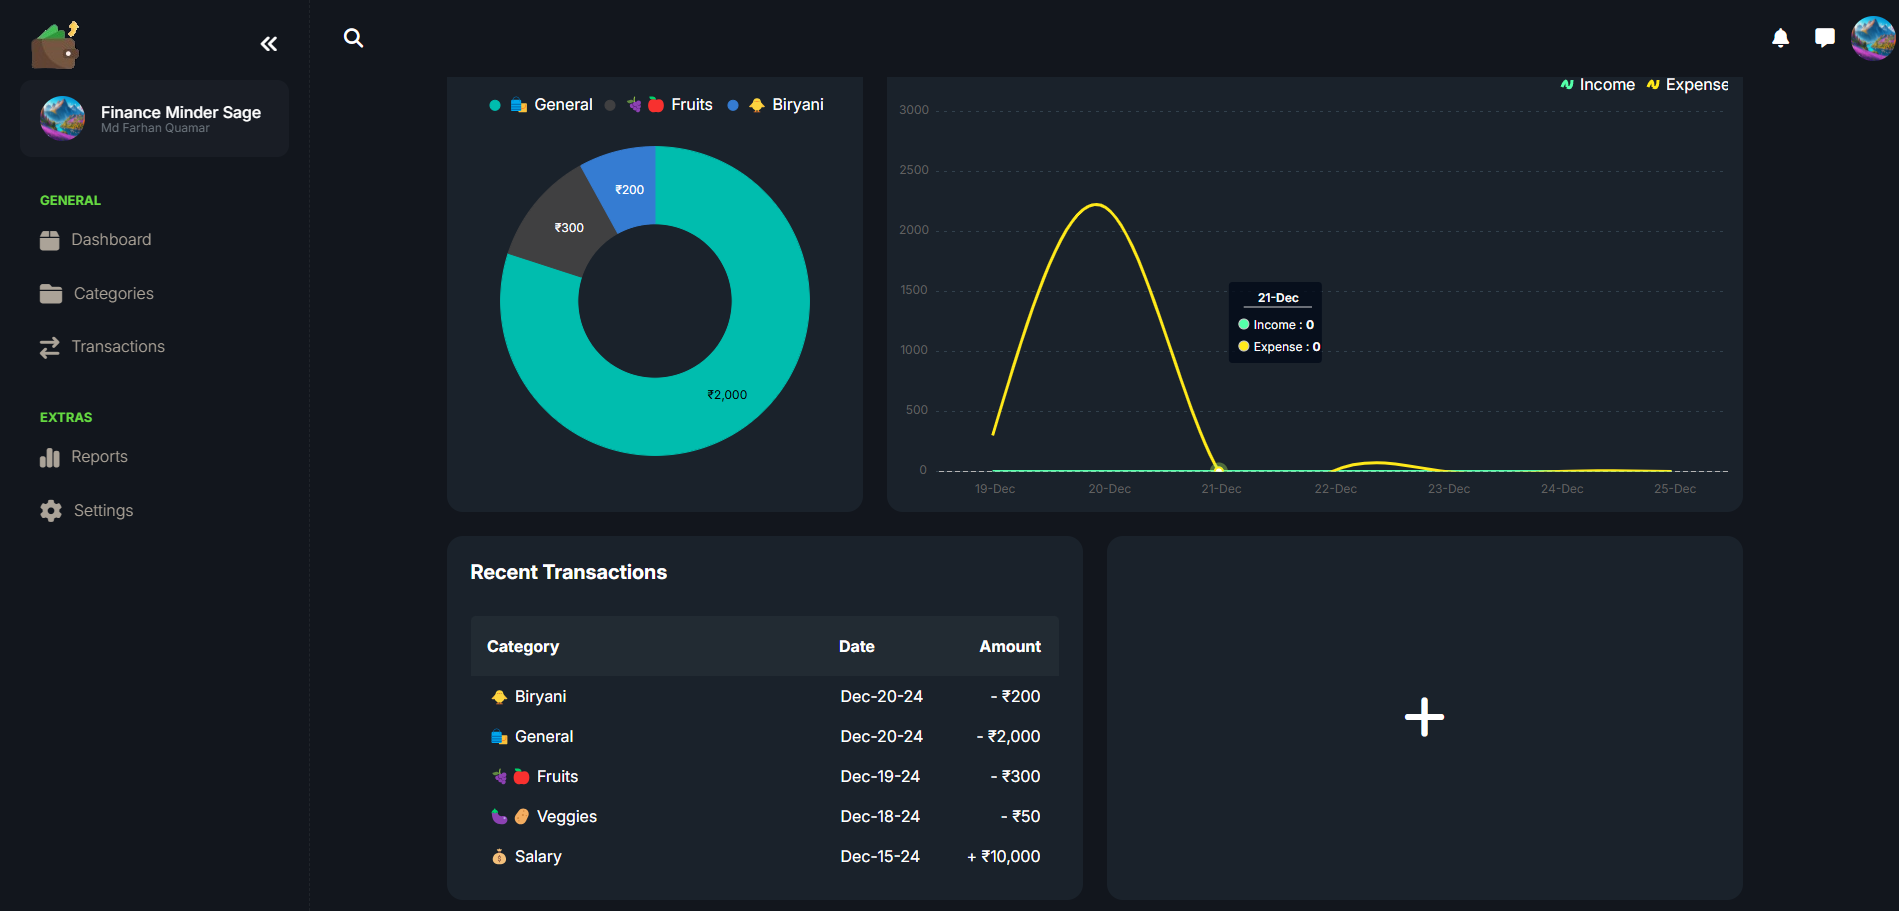 Finance Minder Sage
Md Farhan Quamar
GENERAL
Dashboard
Categories
Transactions
EXTRAS
Reports
Settings
General Fruits Biryani
₹200
₹300
₹2,000
Income Expense
3000
2500
2000
1500
1000
500
0
19-Dec 20-Dec 21-Dec 22-Dec 23-Dec 24-Dec 25-Dec
21-Dec
Income : 0
Expense : 0
Recent Transactions
Category Date Amount
Biryani Dec-20-24 - ₹200
General Dec-20-24 - ₹2,000
Fruits Dec-19-24 - ₹300
Veggies Dec-18-24 - ₹50
Salary Dec-15-24 + ₹10,000